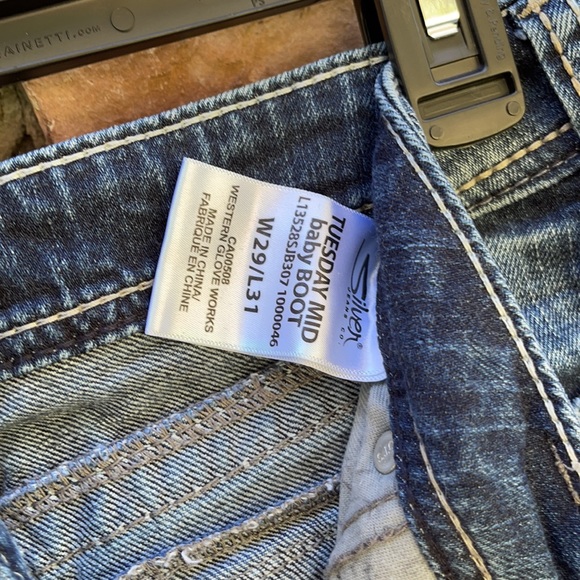 AINETTI.com
Silver®
JEANS CO.
TUESDAY MID
baby BOOT
L13528SJB307 1000046
W29/L31
CA00508
WESTERN GLOVE WORKS
MADE IN CHINA/
FABRIQUE EN CHINE